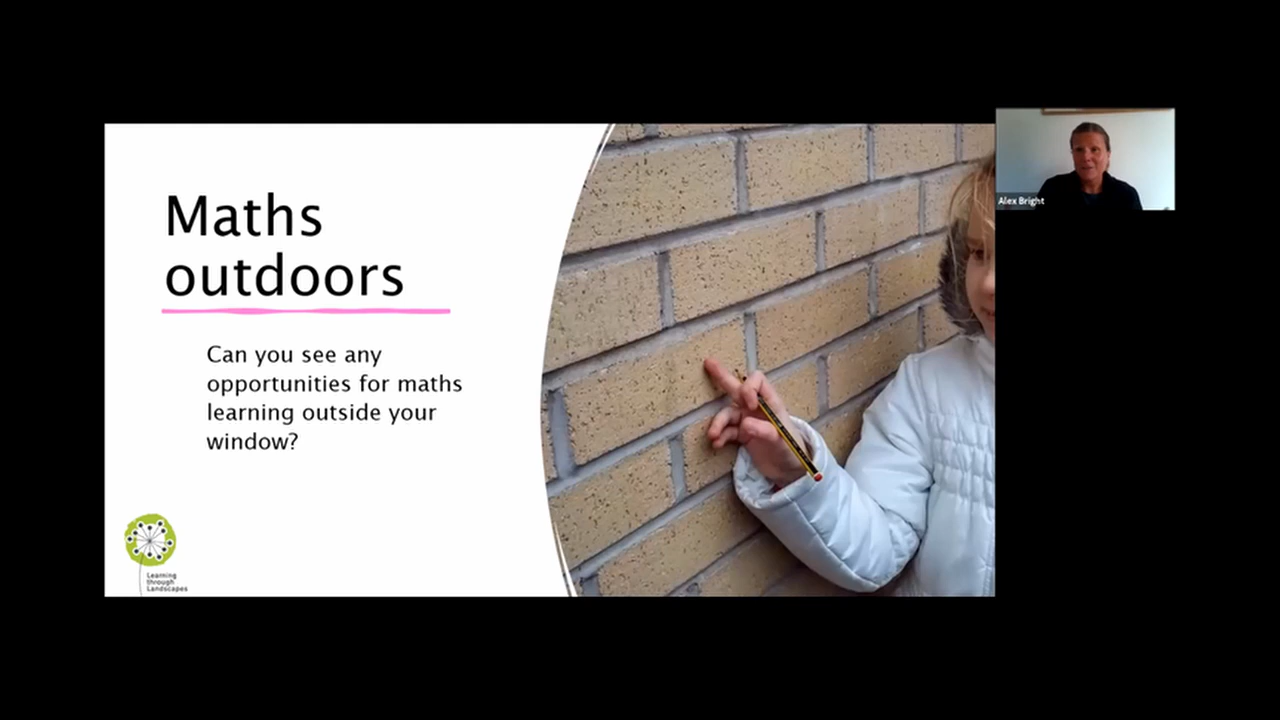 Maths
outdoors
Can you see any
opportunities for maths
learning outside your
window?
Learning
through
Landscapes
Alex Bright